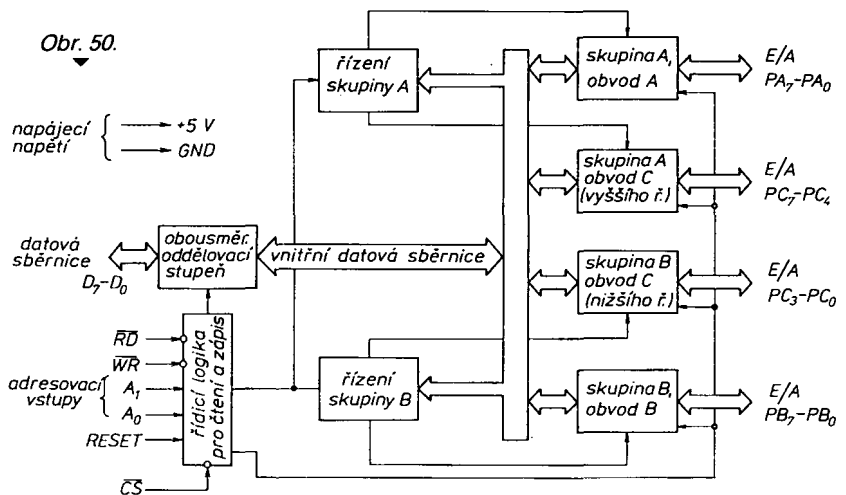 Obr. 50.
napájecí
napětí
+5 V
GND
datová
sběrnice
D7-D0
obousměr.
oddělovací
stupeň
vnitřní datová sběrnice
řízení
skupiny A
řízení
skupiny B
řídicí logika
pro čtení a zápis
RD
WR
adresovací
vstupy
A1
A0
RESET
CS
skupina A,
obvod A
E/A
PA7-PA0
skupina A
obvod C
(vyššího ř.)
E/A
PC7-PC4
skupina B
obvod C
(nižšího ř.)
E/A
PC3-PC0
skupina B,
obvod B
E/A
PB7-PB0